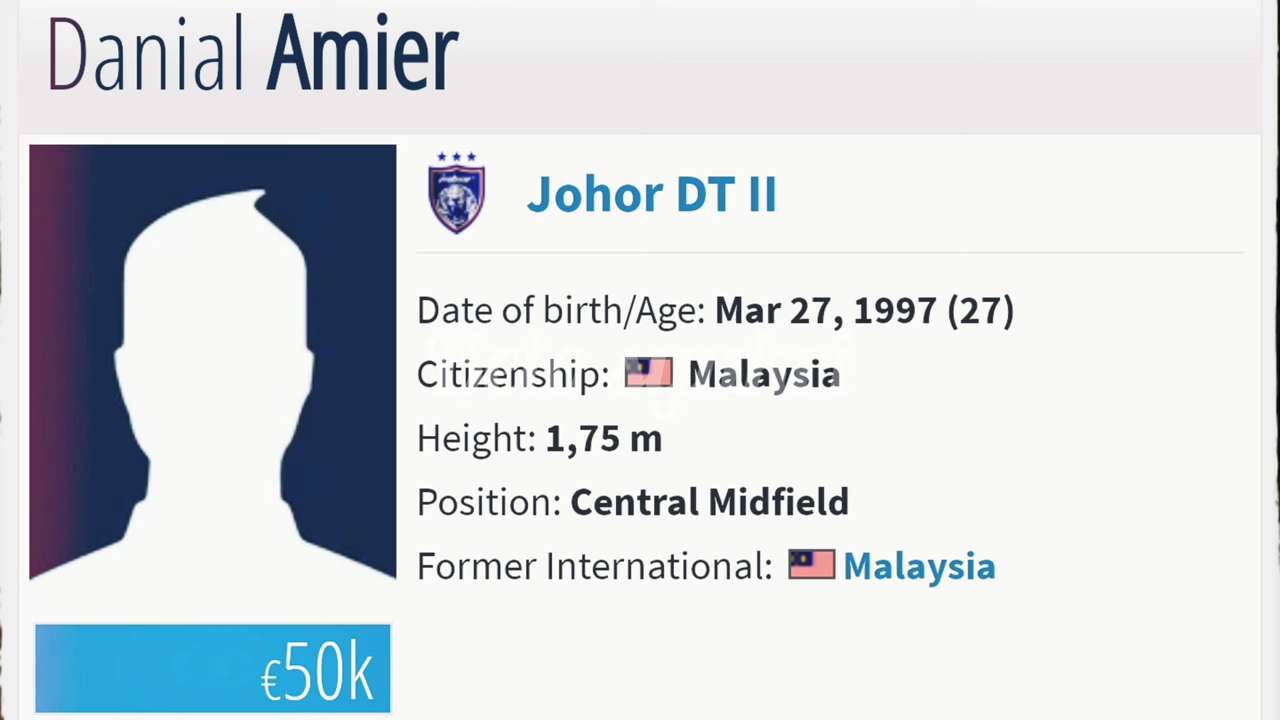 Danial Amier
Johor DT II
Date of birth/Age: Mar 27, 1997 (27)
Citizenship: Malaysia
Height: 1,75 m
Position: Central Midfield
Former International: Malaysia
€50k